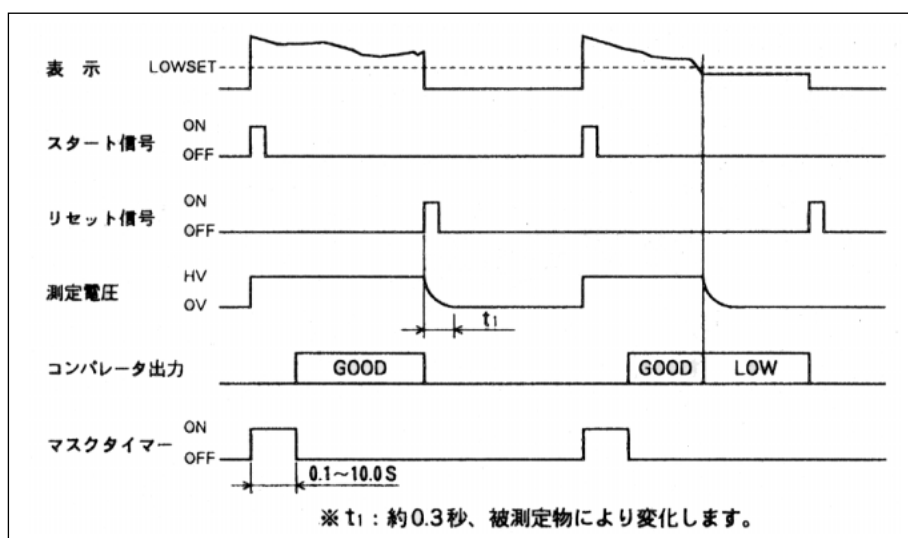 表 示 LOWSET
スタート信号 ON
OFF
リセット信号 ON
OFF
測定電圧 HV
OV
t1
コンパレータ出力 GOOD GOOD LOW
マスクタイマー ON
OFF
0.1～10.0S
※t1：約0.3秒、被測定物により変化します。